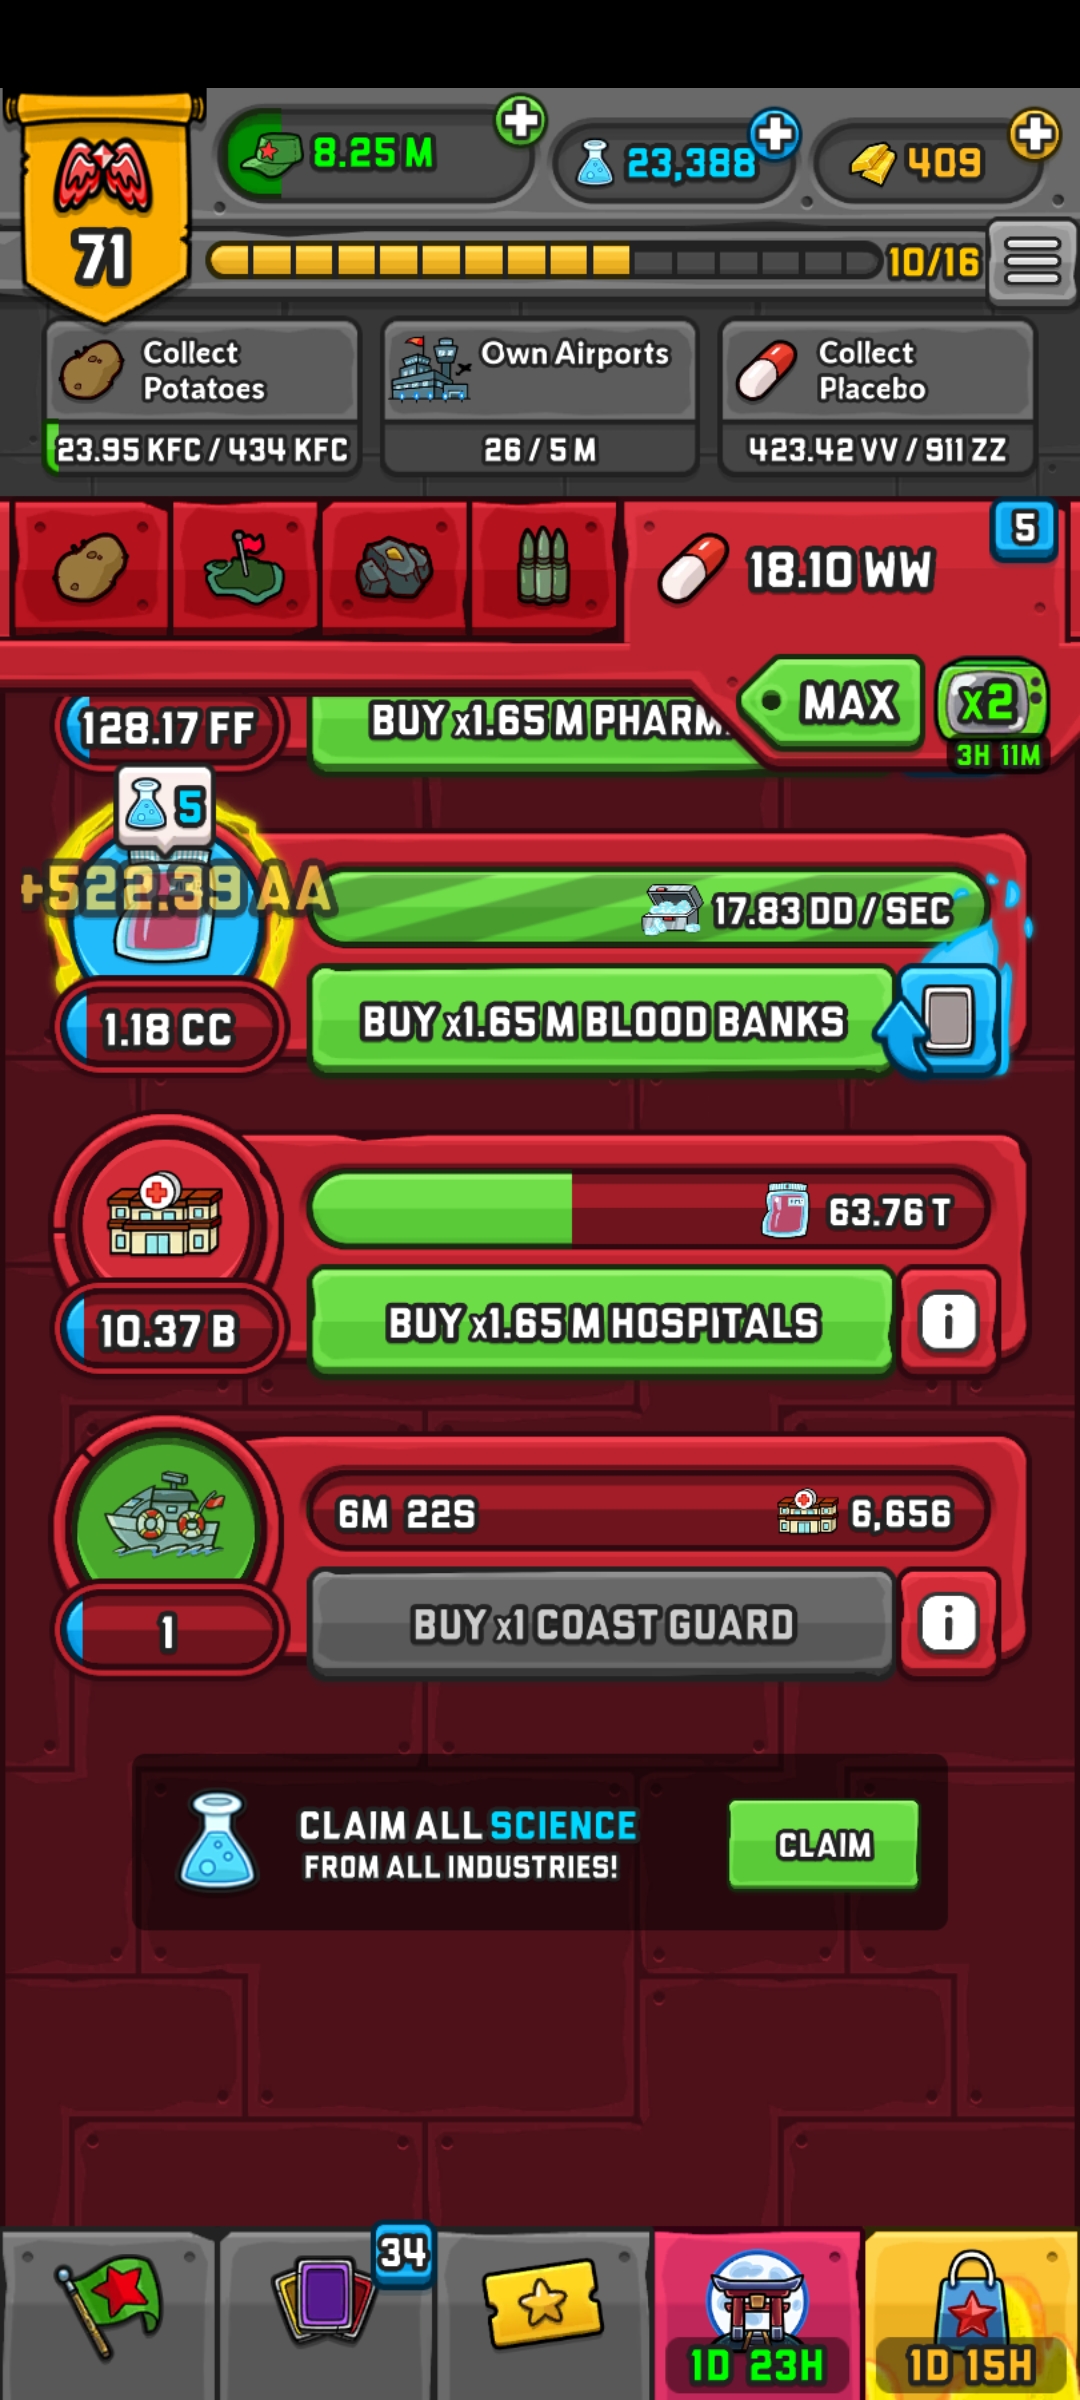 71
8.25 M
23,388
409
10/16
Collect
Potatoes
23.95 KFC / 434 KFC
Own Airports
26 / 5 M
Collect
Placebo
423.42 VV / 911 ZZ
18.10 WW
5
MAX
x2
3H 11M
128.17 FF
BUY x1.65 M PHARM
5
+522.39 AA
17.83 DD / SEC
1.18 CC
BUY x1.65 M BLOOD BANKS
63.76 T
10.37 B
BUY x1.65 M HOSPITALS
i
6M 22S
6,656
1
BUY x1 COAST GUARD
i
CLAIM ALL SCIENCE
FROM ALL INDUSTRIES!
CLAIM
34
1D 23H
1D 15H